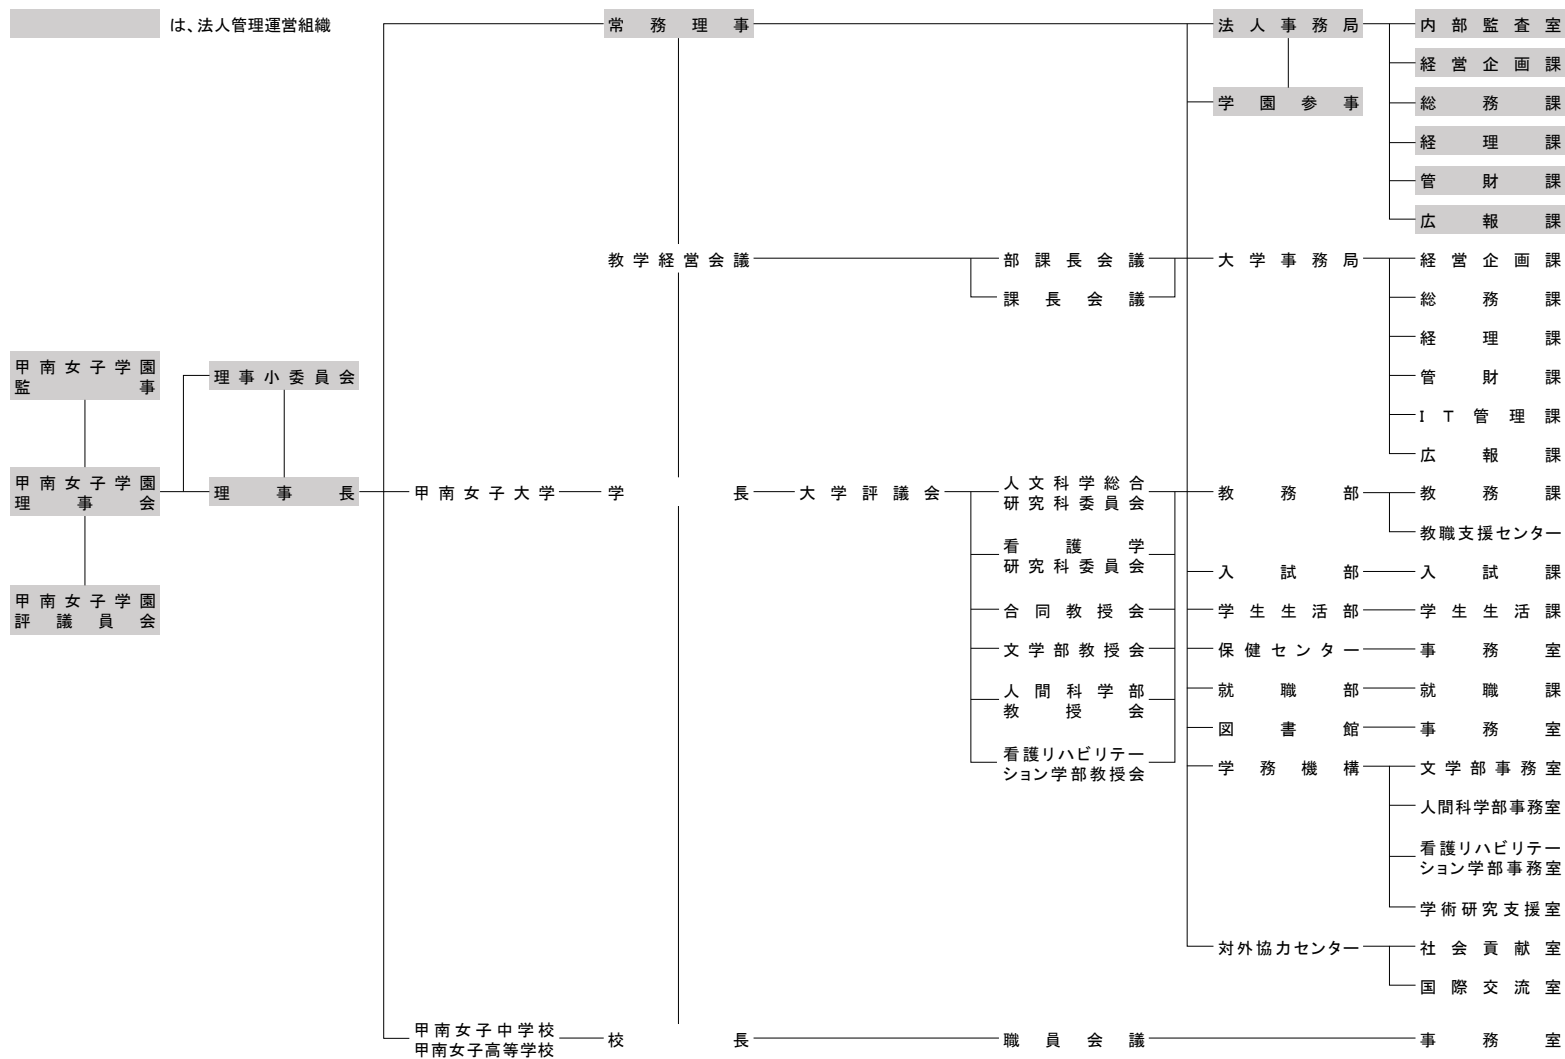 は、法人管理運営組織
常務理事
法人事務局
内部監査室
経営企画課
学園参事
総務課
経理課
管財課
広報課
教学経営会議
部課長会議
課長会議
大学事務局
経営企画課
総務課
経理課
管財課
IT管理課
広報課
甲南女子学園
監事
理事小委員会
甲南女子学園
理事会
理事長
甲南女子学園
評議員会
甲南女子大学
学長
大学評議会
人文科学総合
研究科委員会
看護学
研究科委員会
合同教授会
文学部教授会
人間科学部
教授会
看護リハビリテー
ション学部教授会
教務部
教務課
教職支援センター
入試部
入試課
学生生活部
学生生活課
保健センター
事務室
就職部
就職課
図書館
事務室
学務機構
文学部事務室
人間科学部事務室
看護リハビリテー
ション学部事務室
学術研究支援室
対外協力センター
社会貢献室
国際交流室
甲南女子中学校
甲南女子高等学校
校長
職員会議
事務室